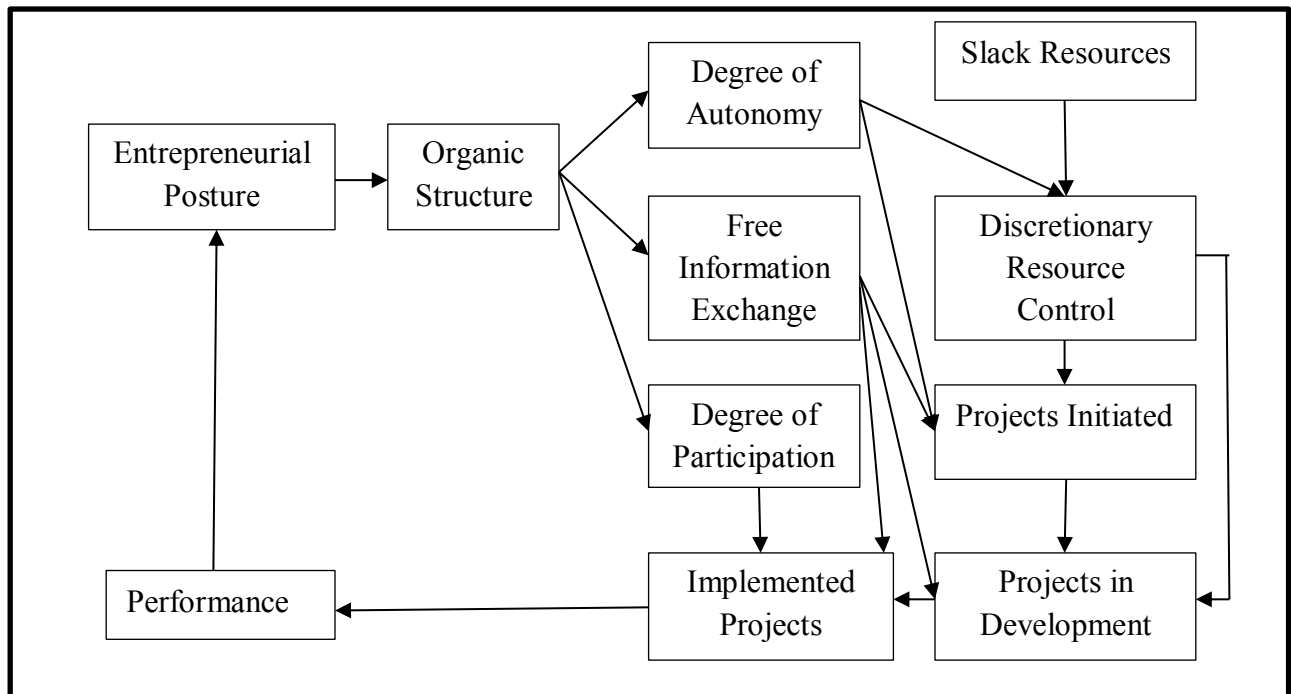 Entrepreneurial
Posture
Organic
Structure
Degree of
Autonomy
Slack Resources
Free
Information
Exchange
Discretionary
Resource
Control
Degree of
Participation
Projects Initiated
Performance
Implemented
Projects
Projects in
Development